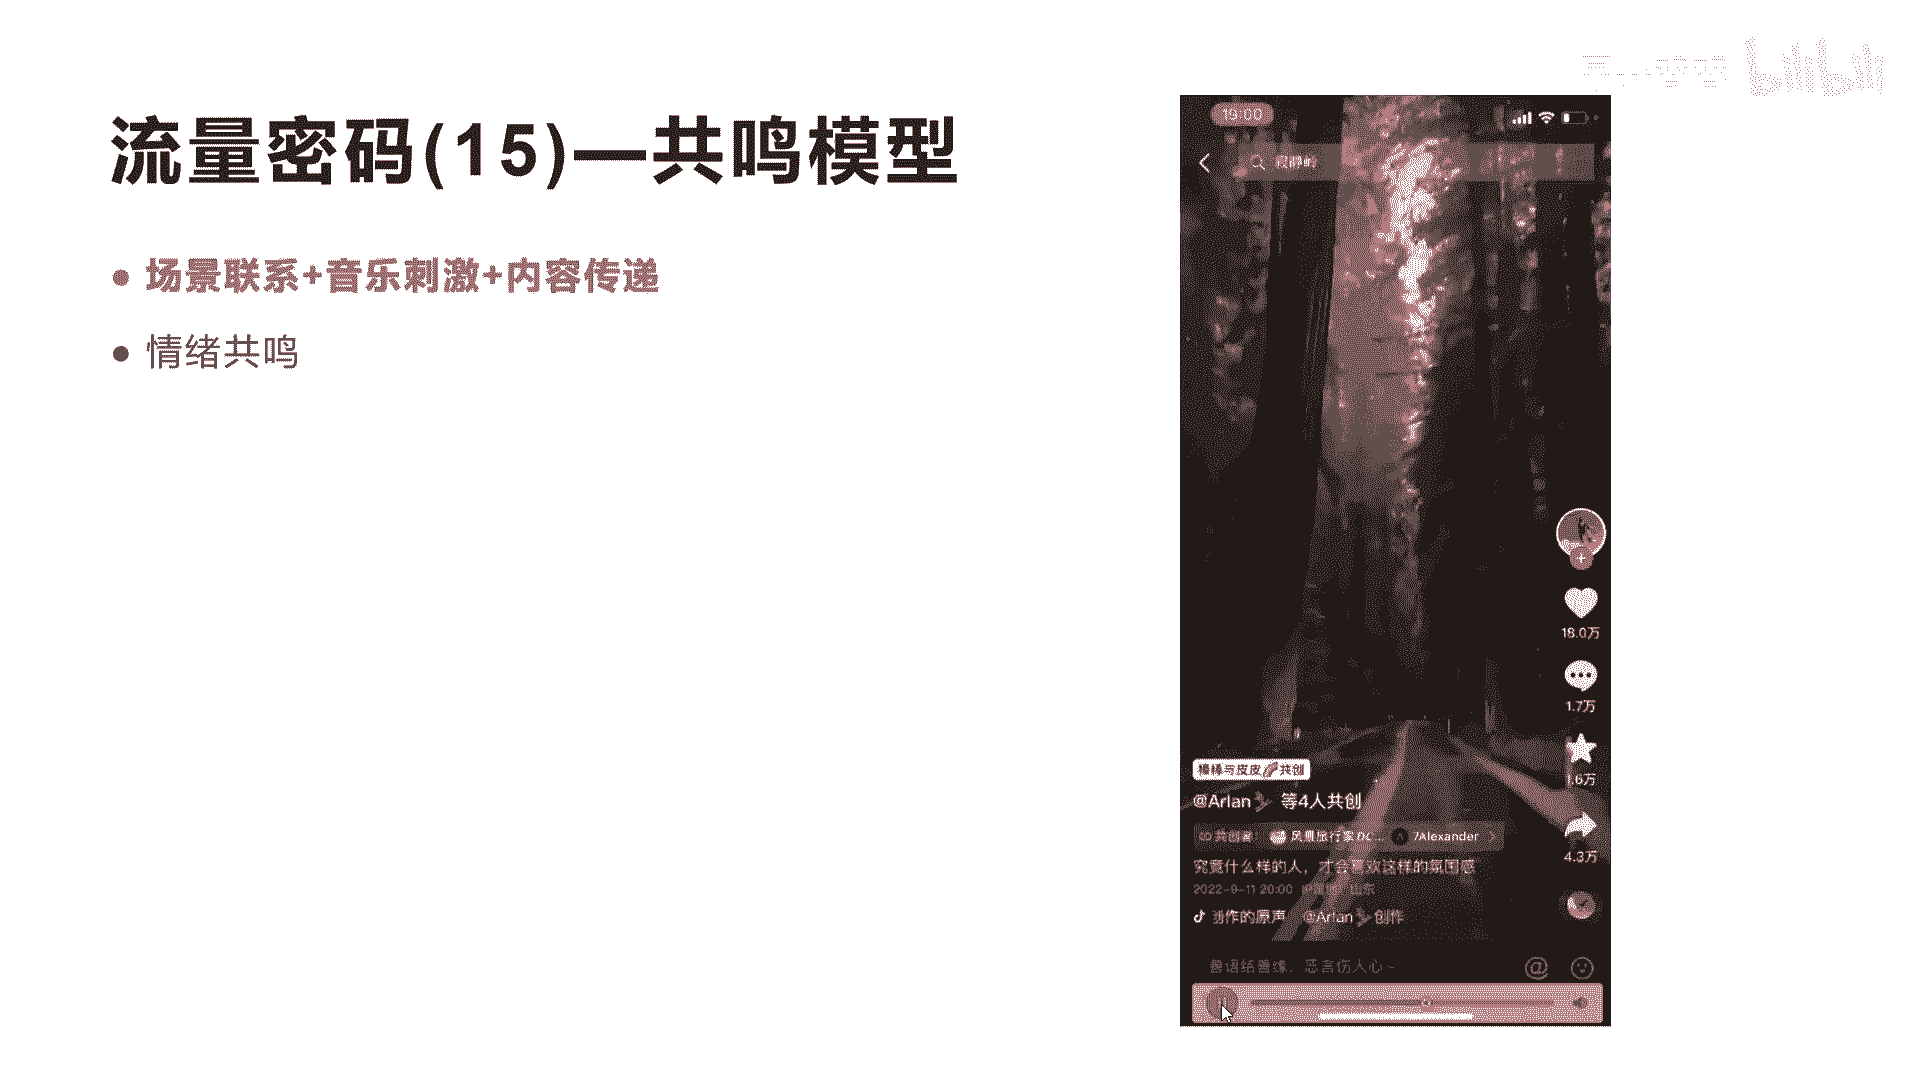 bilibili
流量密码(15)—共鸣模型
场景联系+音乐刺激+内容传递
情绪共鸣
19:00
18.0万
1.7万
1.6万
4.3万
棒棒与皮皮 共创
@Arlan 等4人共创
共创者: 风景旅行家DC... 7Alexander
究竟什么样的人，才会喜欢这样的氛围感
2022-9-11 20:00 山东
作的原声 @Arlan 创作
善语结善缘，恶言伤人心~